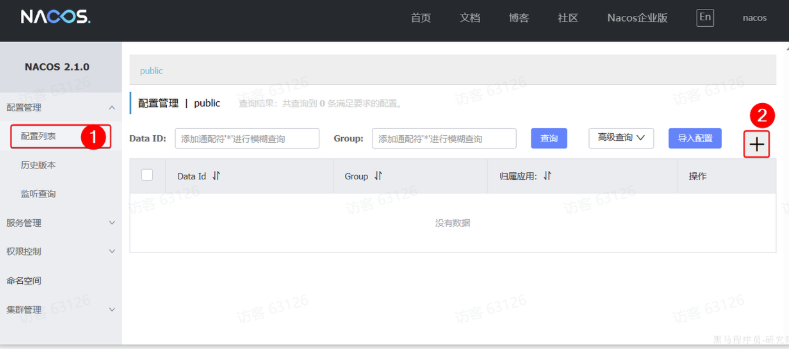 NACOS.
首页 文档 博客 社区 Nacos企业版 En nacos
NACOS 2.1.0
public
配置管理
配置管理 | public 查询结果：共查询到 0 条满足要求的配置。
配置列表 1
2
Data ID: 添加通配符'*'进行模糊查询 Group: 添加通配符'*'进行模糊查询 查询 高级查询 导入配置 +
历史版本
Data Id Group 归属应用: 操作
监听查询
服务管理
没有数据
权限控制
命名空间
集群管理
访客 63126
访客 63126
访客 63126
访客 63126
访客 63126
访客 63126
访客 63126
访客 63126
访客 63126
访客 63126